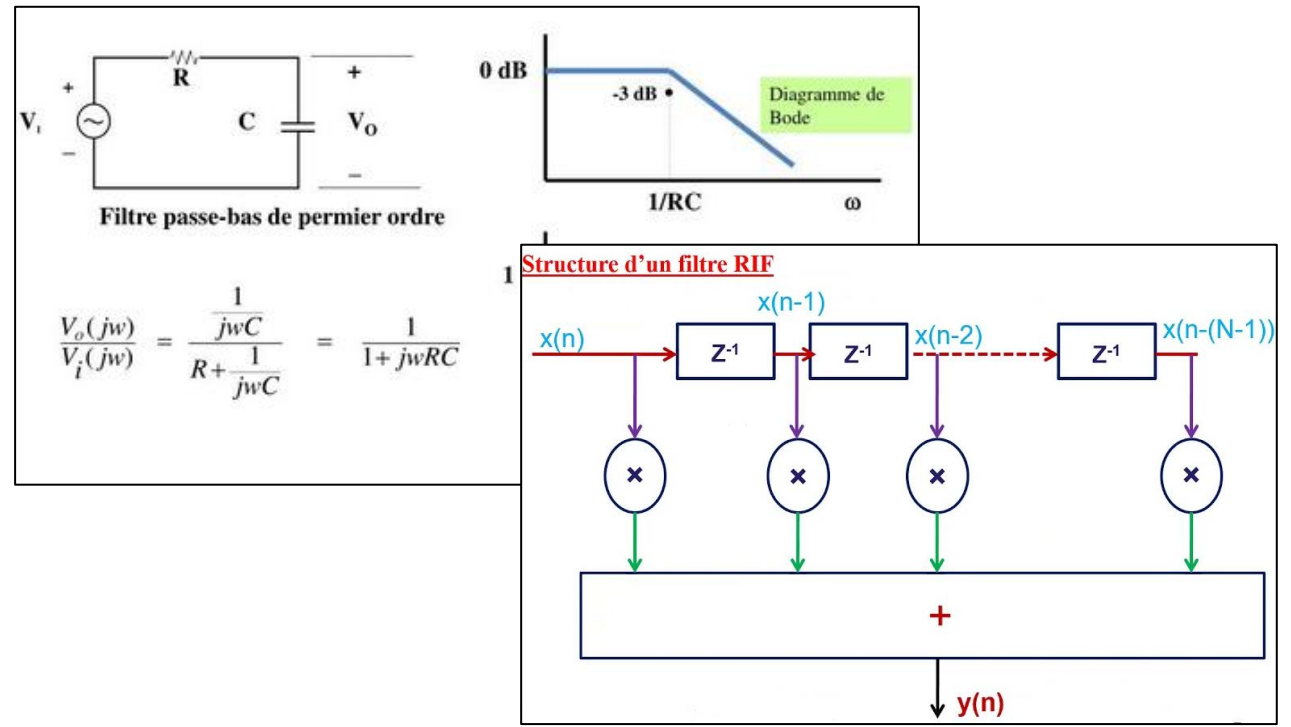 R
+
V₁
−
C
+
V_O
−
Filtre passe-bas de permier ordre
0 dB
-3 dB
Diagramme de
Bode
1/RC ω
V_o(jw)/V_i(jw) = (1/jwC)/(R+1/jwC) = 1/(1+jwRC)
1
Structure d'un filtre RIF
x(n-1)
x(n) x(n-2) x(n-(N-1))
Z⁻¹ Z⁻¹ Z⁻¹
× × × ×
+
y(n)